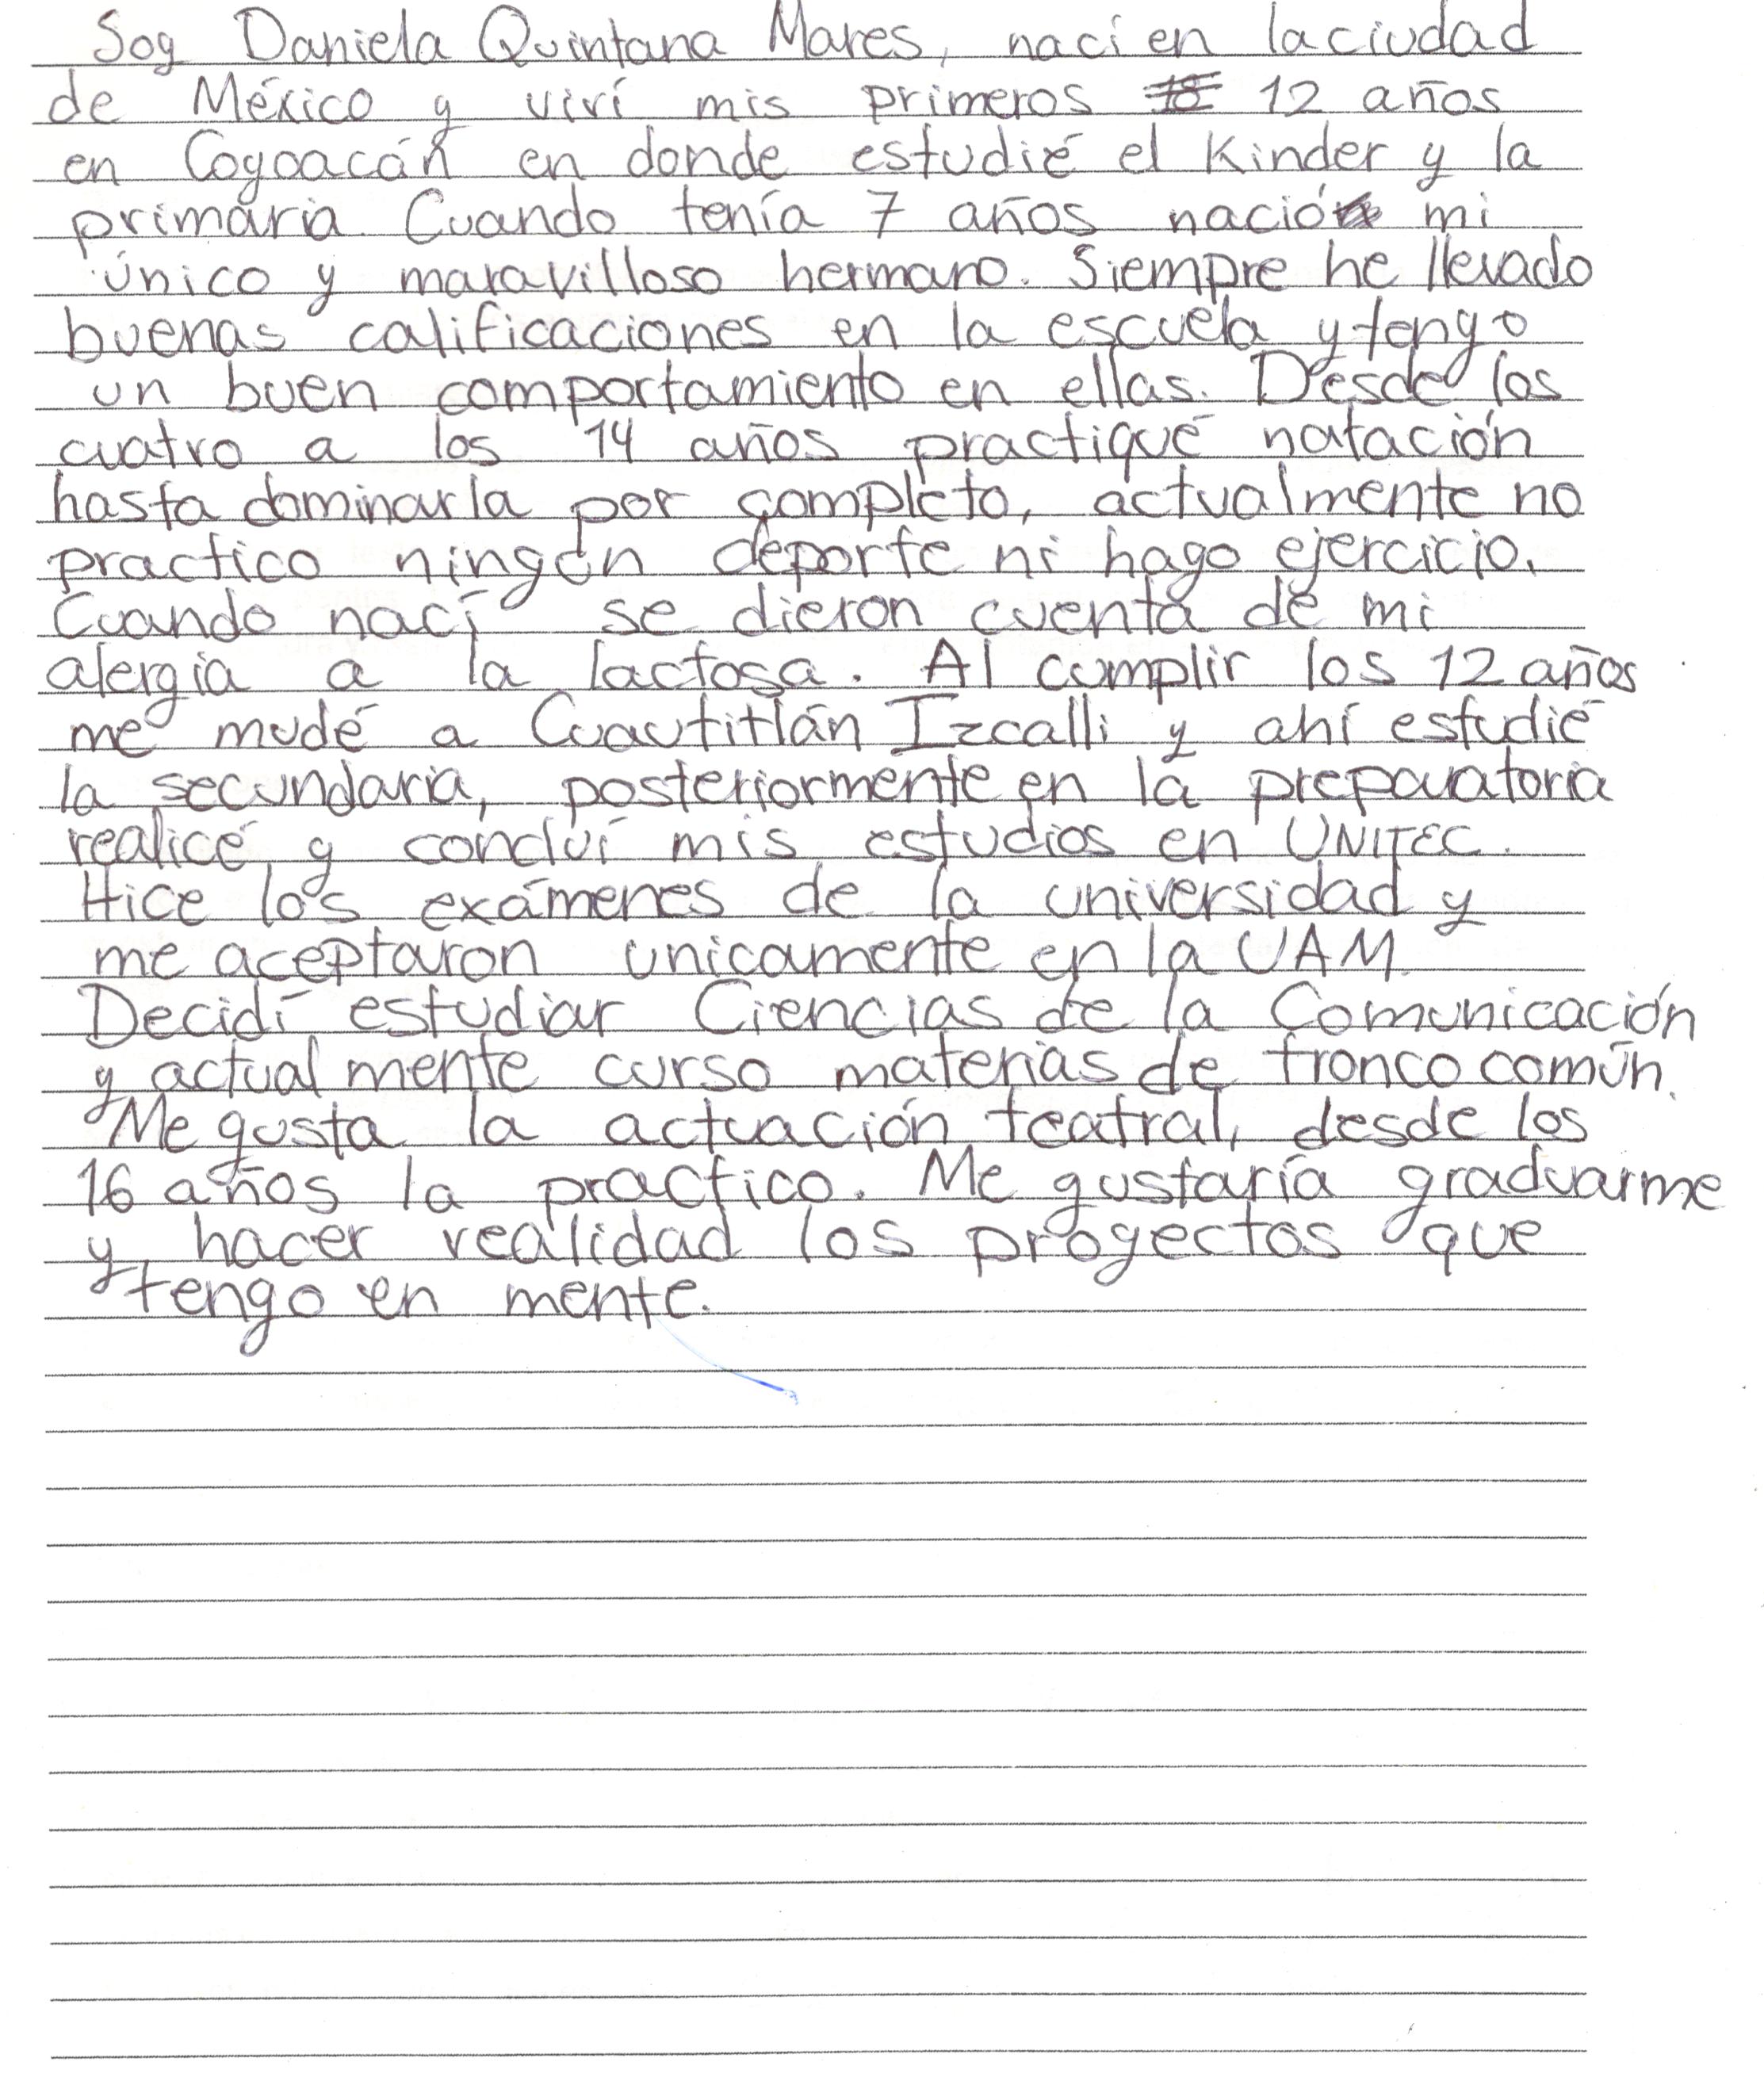 Soy Daniela Quintana Mares, nací en la ciudad
de México y viví mis primeros 12 años
en Coyoacán en donde estudié el Kinder y la
primaria. Cuando tenía 7 años nació mi
único y maravilloso hermano. Siempre he llevado
buenas calificaciones en la escuela y tengo
un buen comportamiento en ellas. Desde los
cuatro a los 14 años practiqué natación
hasta dominarla por completo, actualmente no
practico ningún deporte ni hago ejercicio.
Cuando nací se dieron cuenta de mi
alergia a la lactosa. Al cumplir los 12 años
me mudé a Cuautitlán Izcalli y ahí estudié
la secundaria, posteriormente en la preparatoria
realicé y concluí mis estudios en UNITEC.
Hice los exámenes de la universidad y
me aceptaron unicamente en la UAM.
Decidí estudiar Ciencias de la Comunicación
y actualmente curso materias de tronco común.
Me gusta la actuación teatral, desde los
16 años la practico. Me gustaría graduarme
y hacer realidad los proyectos que
tengo en mente.